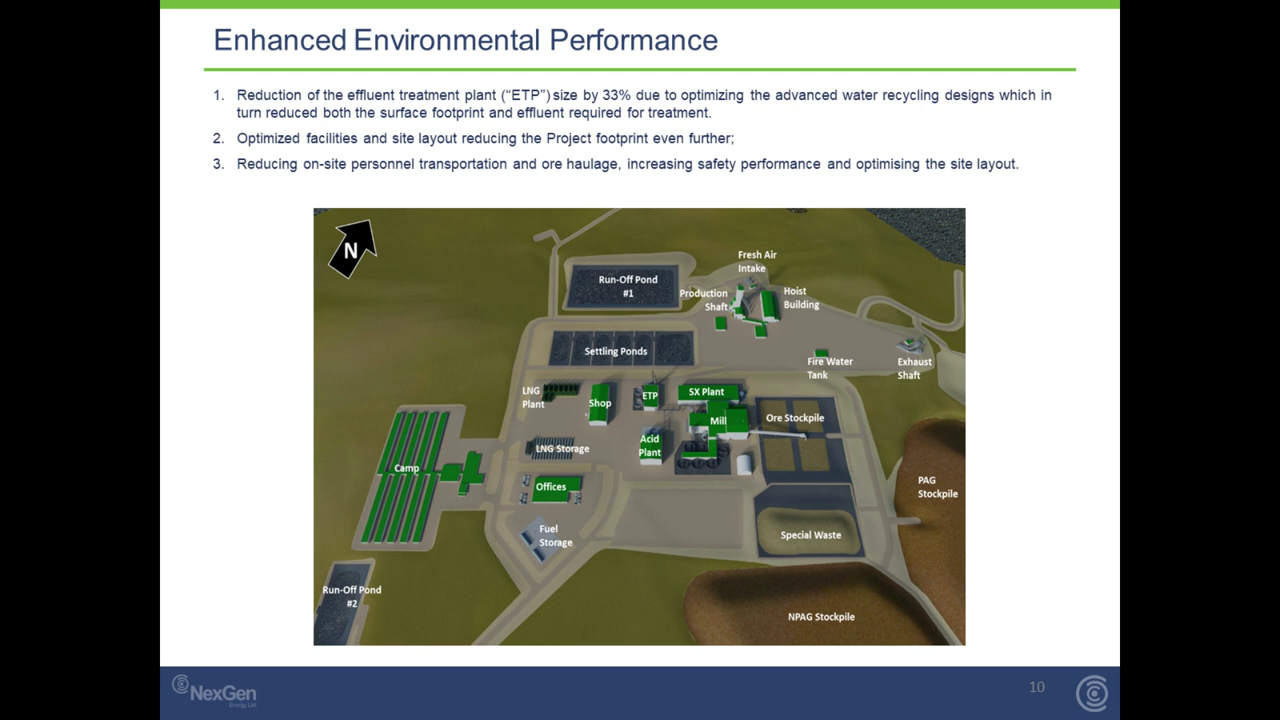 Enhanced Environmental Performance
1. Reduction of the effluent treatment plant (“ETP”) size by 33% due to optimizing the advanced water recycling designs which in
turn reduced both the surface footprint and effluent required for treatment.
2. Optimized facilities and site layout reducing the Project footprint even further;
3. Reducing on-site personnel transportation and ore haulage, increasing safety performance and optimising the site layout.
N
Fresh Air
Intake
Run-Off Pond
#1
Production
Shaft
Hoist
Building
Settling Ponds
Fire Water
Tank
Exhaust
Shaft
LNG
Plant
Shop
ETP
SX Plant
Mill
Ore Stockpile
Acid
Plant
LNG Storage
Camp
Offices
PAG
Stockpile
Fuel
Storage
Special Waste
Run-Off Pond
#2
NPAG Stockpile
NexGen
Energy Ltd
10